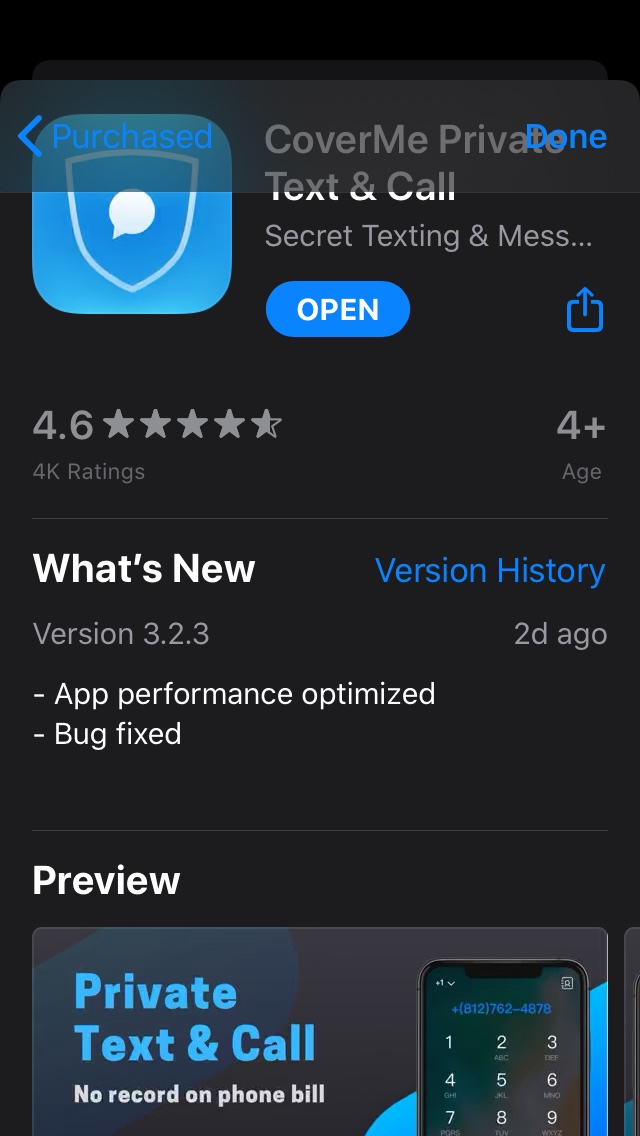 Purchased
Done
CoverMe Private
Text & Call
Secret Texting & Mess...
OPEN
4.6
4+
4K Ratings
Age
What's New
Version History
Version 3.2.3
2d ago
- App performance optimized
- Bug fixed
Preview
Private
Text & Call
No record on phone bill
+1
+(812)762-4878
1 2 3
ABC DEF
4 5 6
GHI JKL MNO
7 8 9
PQRS TUV WXYZ